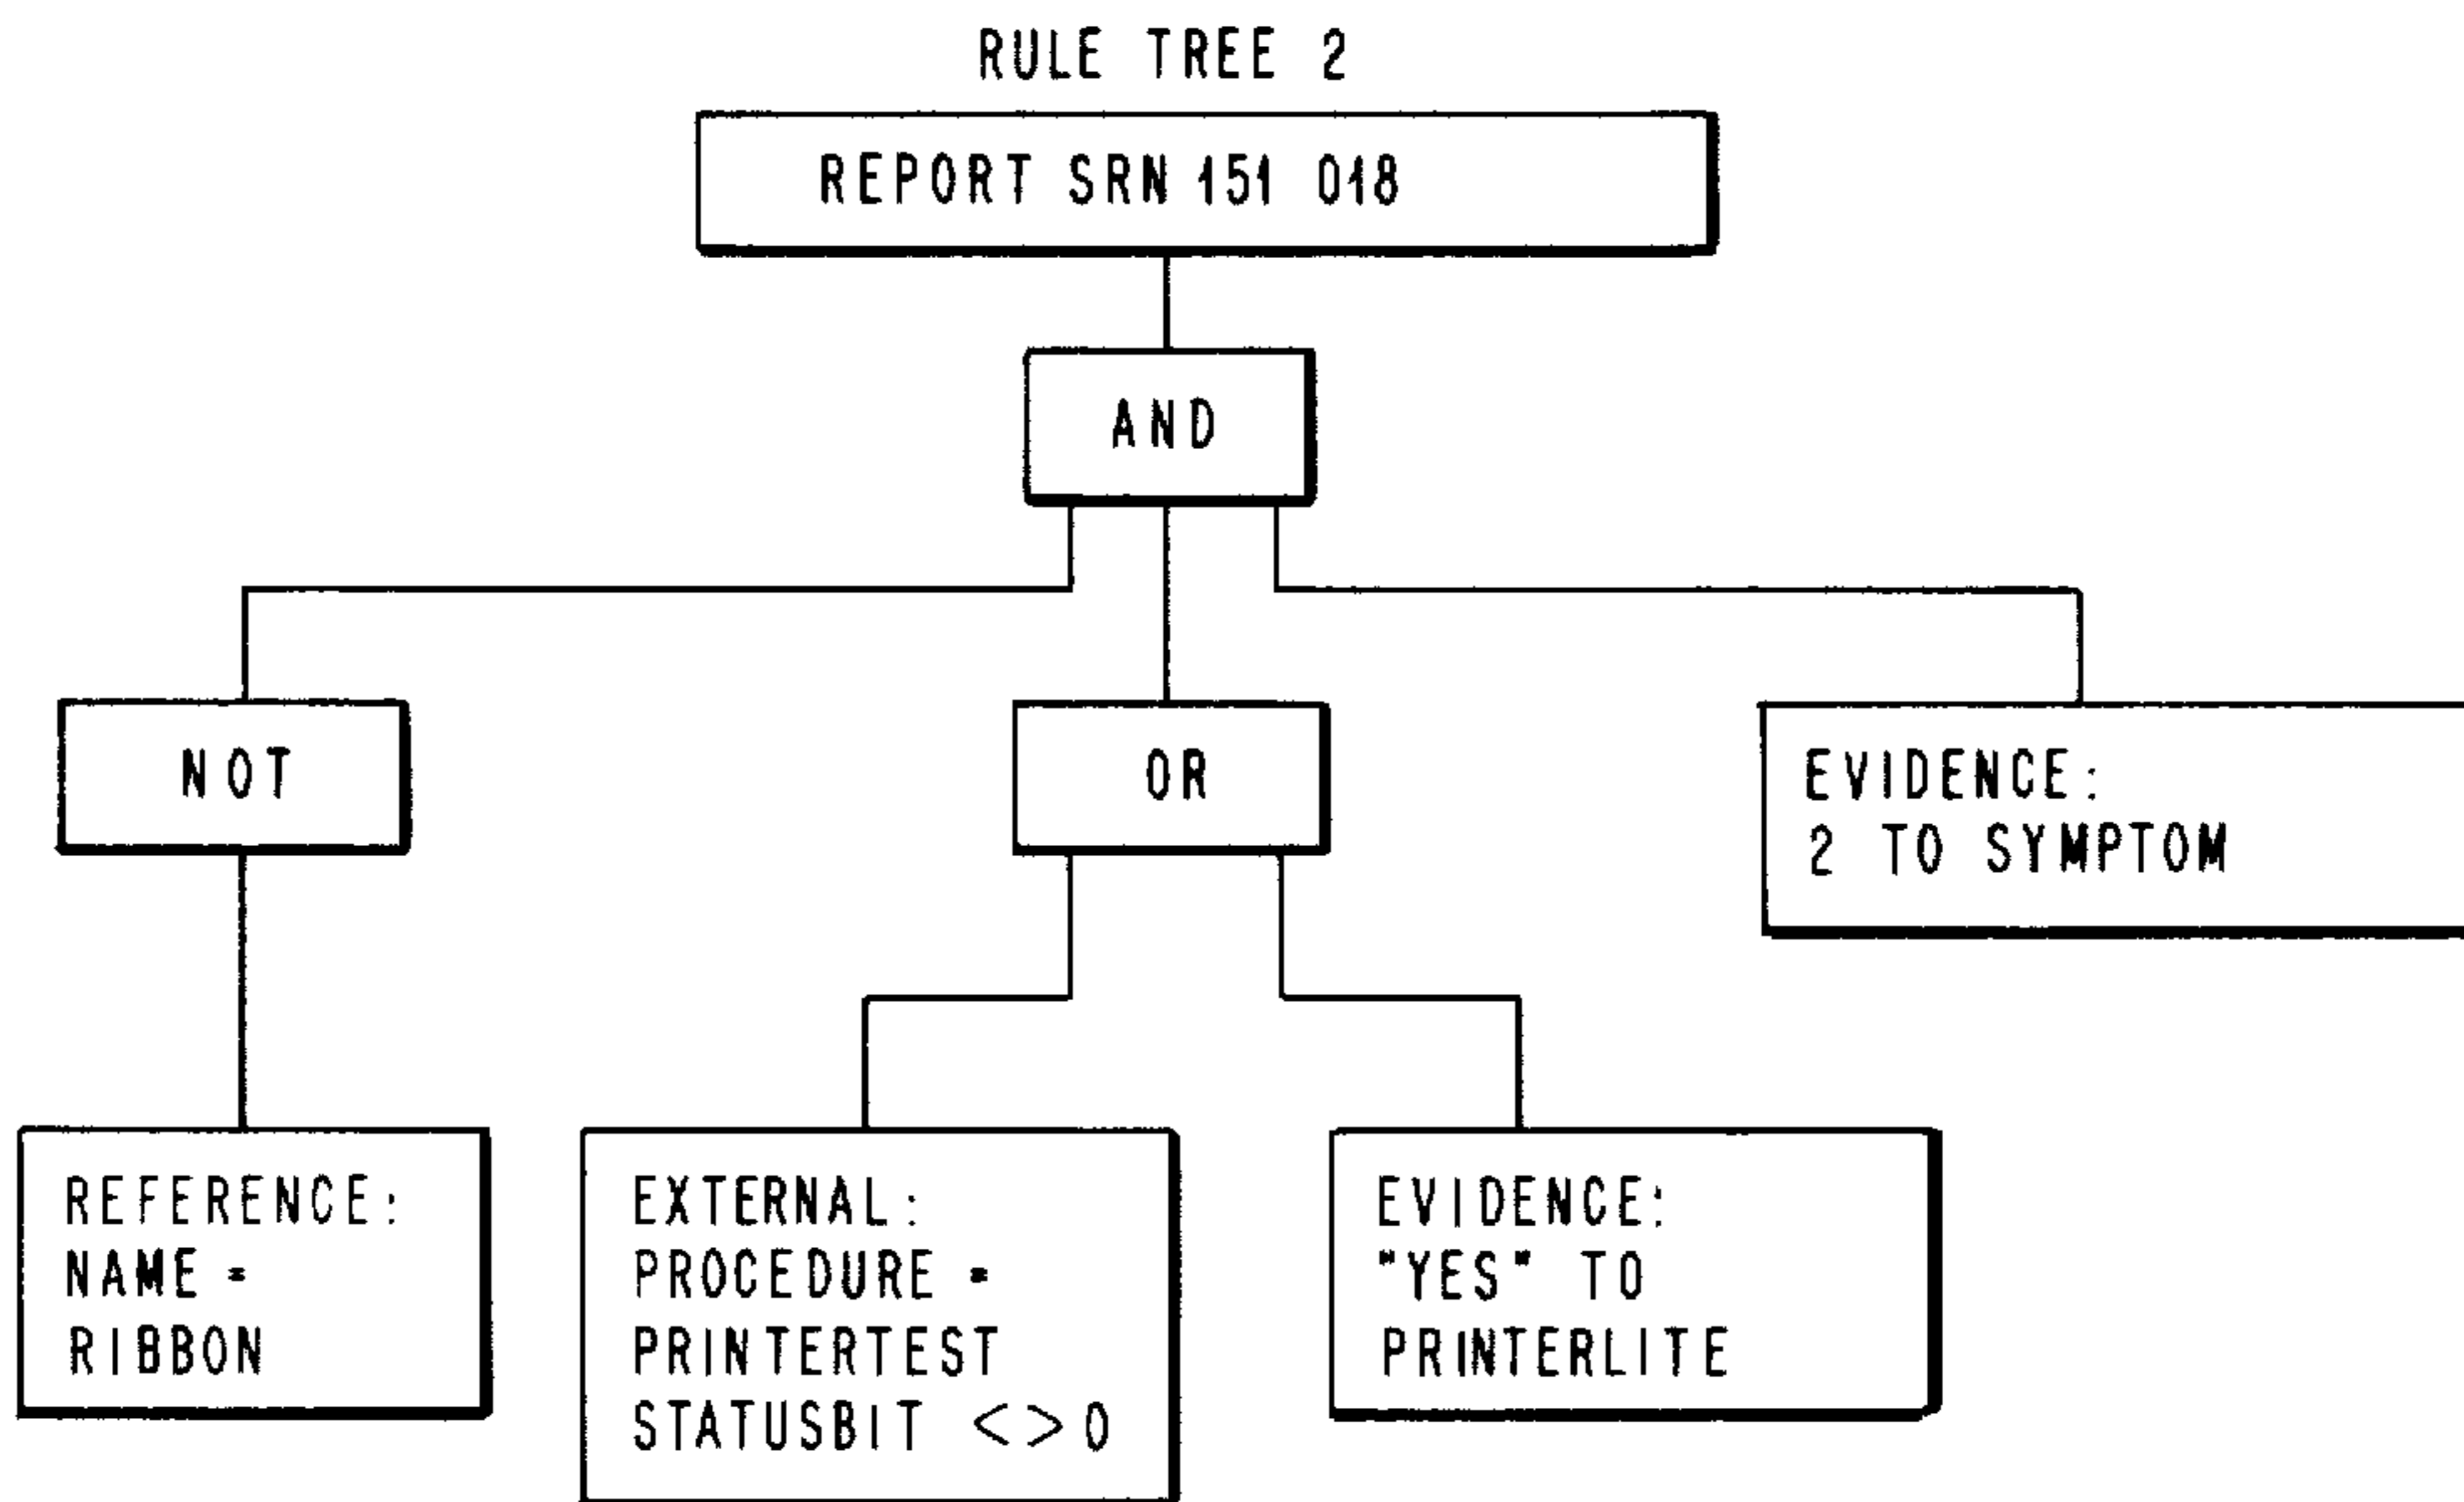 RULE TREE 2
REPORT SRN 151 018
AND
NOT
OR
EVIDENCE:
2 TO SYMPTOM
REFERENCE:
NAME =
RIBBON
EXTERNAL:
PROCEDURE =
PRINTERTEST
STATUSBIT <> 0
EVIDENCE:
"YES" TO
PRINTERLITE